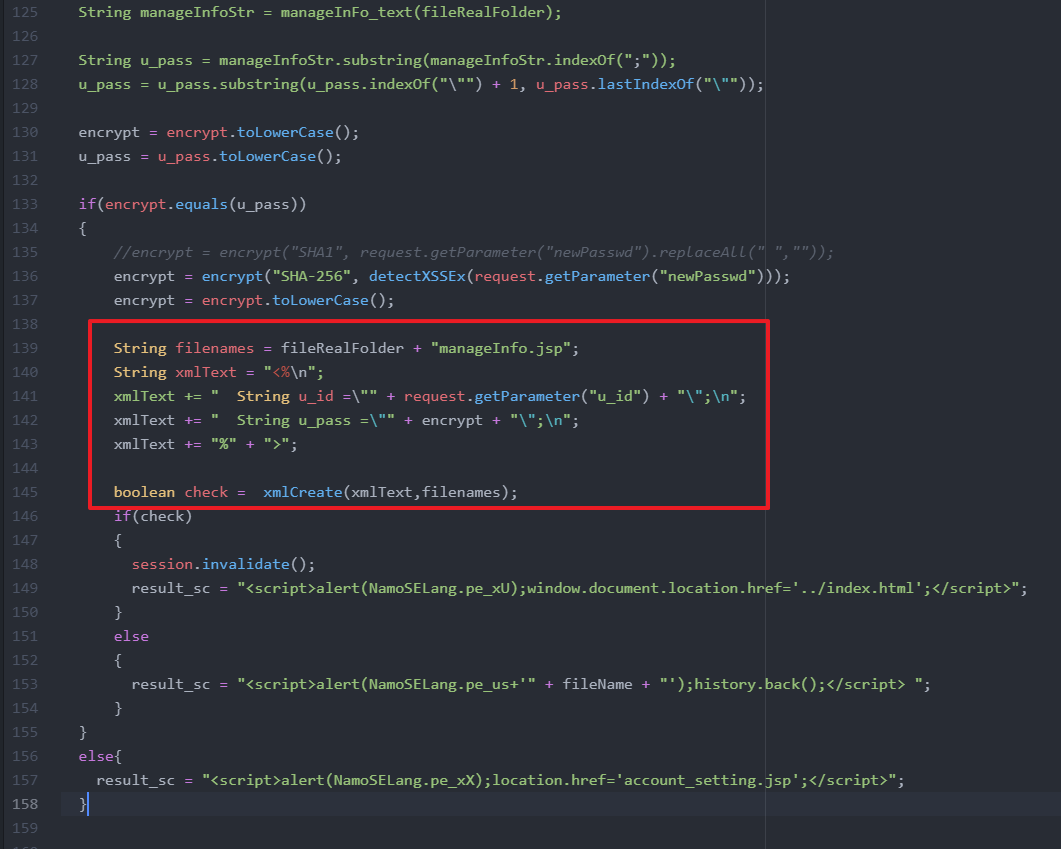 125 String manageInfoStr = manageInFo_text(fileRealFolder);
126
127 String u_pass = manageInfoStr.substring(manageInfoStr.indexOf(";"));
128 u_pass = u_pass.substring(u_pass.indexOf("\"") + 1, u_pass.lastIndexOf("\""));
129
130 encrypt = encrypt.toLowerCase();
131 u_pass = u_pass.toLowerCase();
132
133 if(encrypt.equals(u_pass))
134 {
135 //encrypt = encrypt("SHA1", request.getParameter("newPasswd").replaceAll(" ",""));
136 encrypt = encrypt("SHA-256", detectXSSEx(request.getParameter("newPasswd")));
137 encrypt = encrypt.toLowerCase();
138
139 String filenames = fileRealFolder + "manageInfo.jsp";
140 String xmlText = "<%\n";
141 xmlText += "  String u_id =\"" + request.getParameter("u_id") + "\";\n";
142 xmlText += "  String u_pass =\"" + encrypt + "\";\n";
143 xmlText += "%" + ">";
144
145 boolean check =  xmlCreate(xmlText,filenames);
146 if(check)
147 {
148 session.invalidate();
149 result_sc = "<script>alert(NamoSELang.pe_xU);window.document.location.href='../index.html';</script>";
150 }
151 else
152 {
153 result_sc = "<script>alert(NamoSELang.pe_us+'" + fileName + "');history.back();</script> ";
154 }
155 }
156 else{
157 result_sc = "<script>alert(NamoSELang.pe_xX);location.href='account_setting.jsp';</script>";
158 }
159